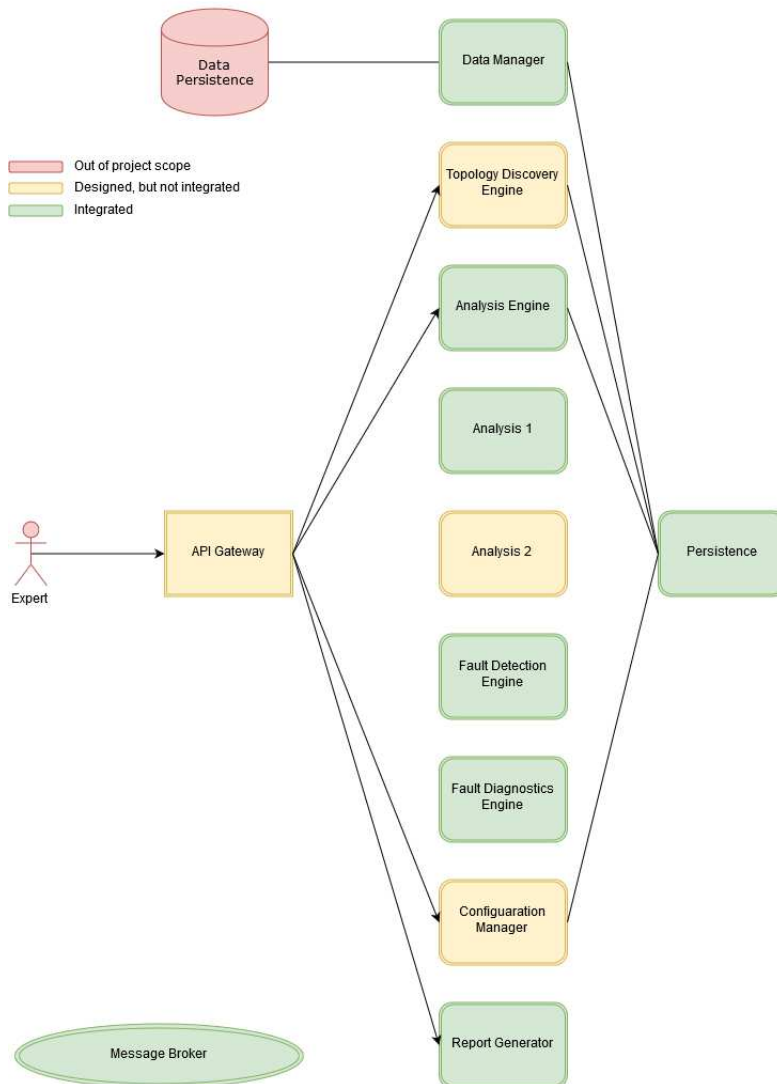 Data
Persistence
Data Manager
Out of project scope
Designed, but not integrated
Integrated
Topology Discovery
Engine
Analysis Engine
Analysis 1
Expert
API Gateway
Analysis 2
Persistence
Fault Detection
Engine
Fault Diagnostics
Engine
Configuaration
Manager
Message Broker
Report Generator